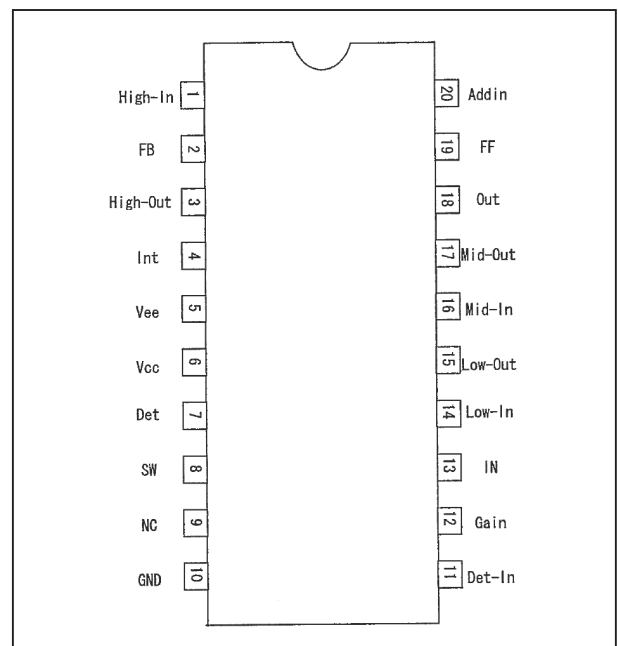 High-In 1
FB 2
High-Out 3
Int 4
Vee 5
Vcc 6
Det 7
SW 8
NC 9
GND 10
20 Addin
19 FF
18 Out
17 Mid-Out
16 Mid-In
15 Low-Out
14 Low-In
13 IN
12 Gain
11 Det-In